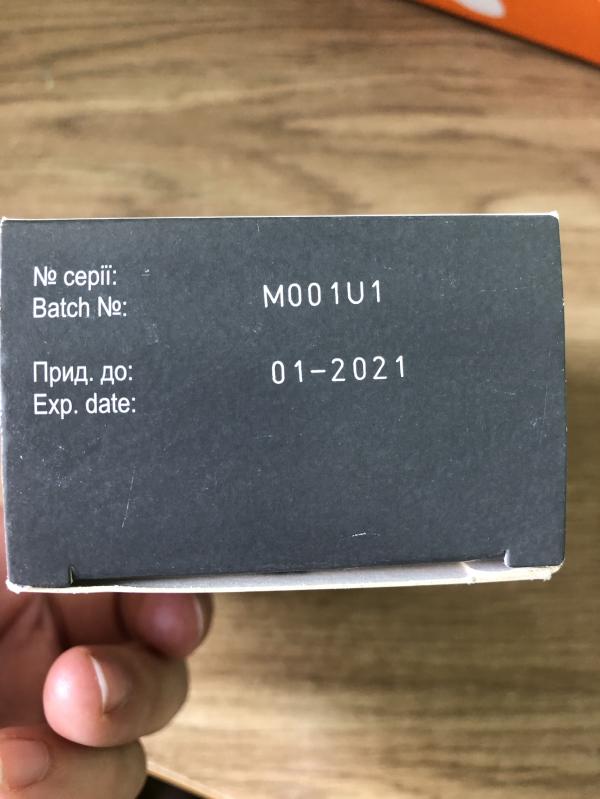 № серії:
Batch №:
M001U1
Прид. до:
Exp. date:
01-2021